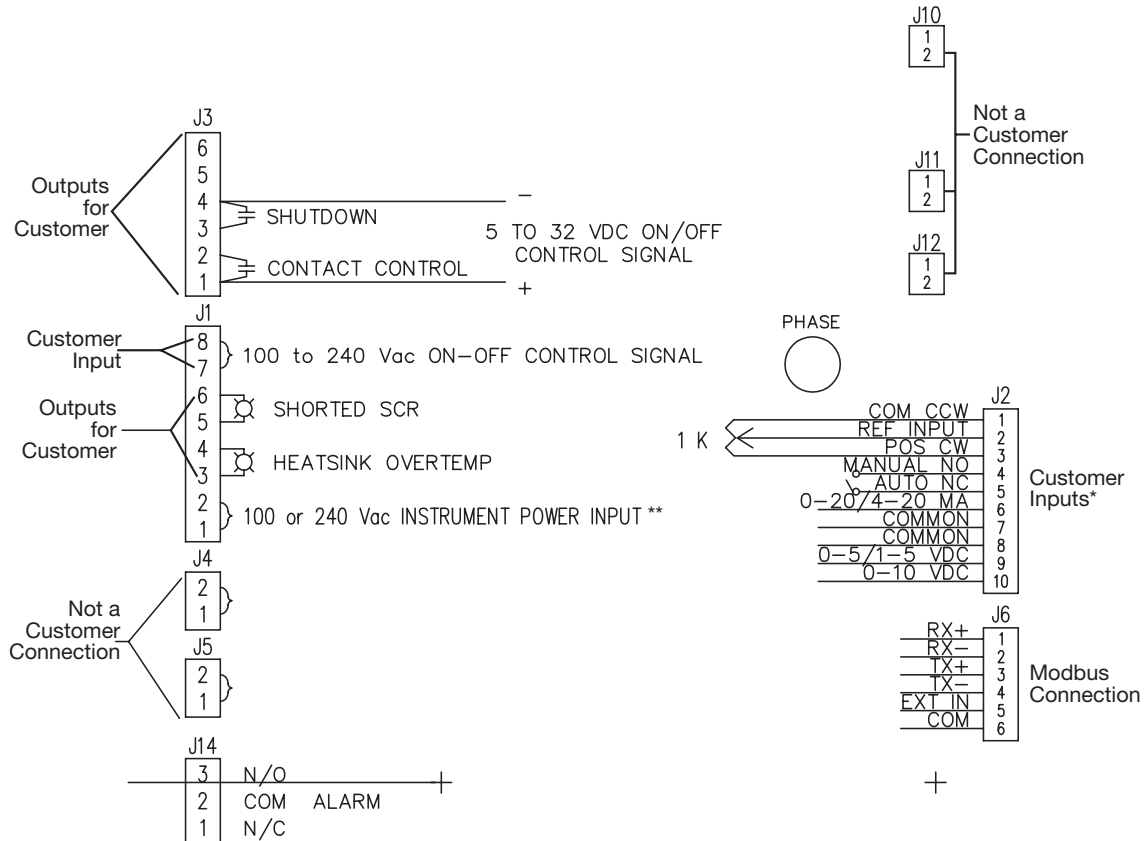 J10
1
2
Not a
Customer
Connection
J11
1
2
J12
1
2
J3
6
5
4
3
2
1
Outputs
for
Customer
SHUTDOWN
CONTACT CONTROL
−
5 TO 32 VDC ON/OFF
CONTROL SIGNAL
+
J1
8
7
6
5
4
3
2
1
Customer
Input
100 to 240 Vac ON−OFF CONTROL SIGNAL
Outputs
for
Customer
SHORTED SCR
HEATSINK OVERTEMP
100 or 240 Vac INSTRUMENT POWER INPUT **
PHASE
J2
COM CCW 1
REF INPUT 2
POS CW 3
MANUAL NO 4
AUTO NC 5
0−20/4−20 MA 6
COMMON 7
COMMON 8
0−5/1−5 VDC 9
0−10 VDC 10
1 K
Customer
Inputs*
J4
2
1
Not a
Customer
Connection
J5
2
1
J6
RX+ 1
RX− 2
TX+ 3
TX− 4
EXT IN 5
COM 6
Modbus
Connection
J14
3 N/O
2 COM ALARM
1 N/C